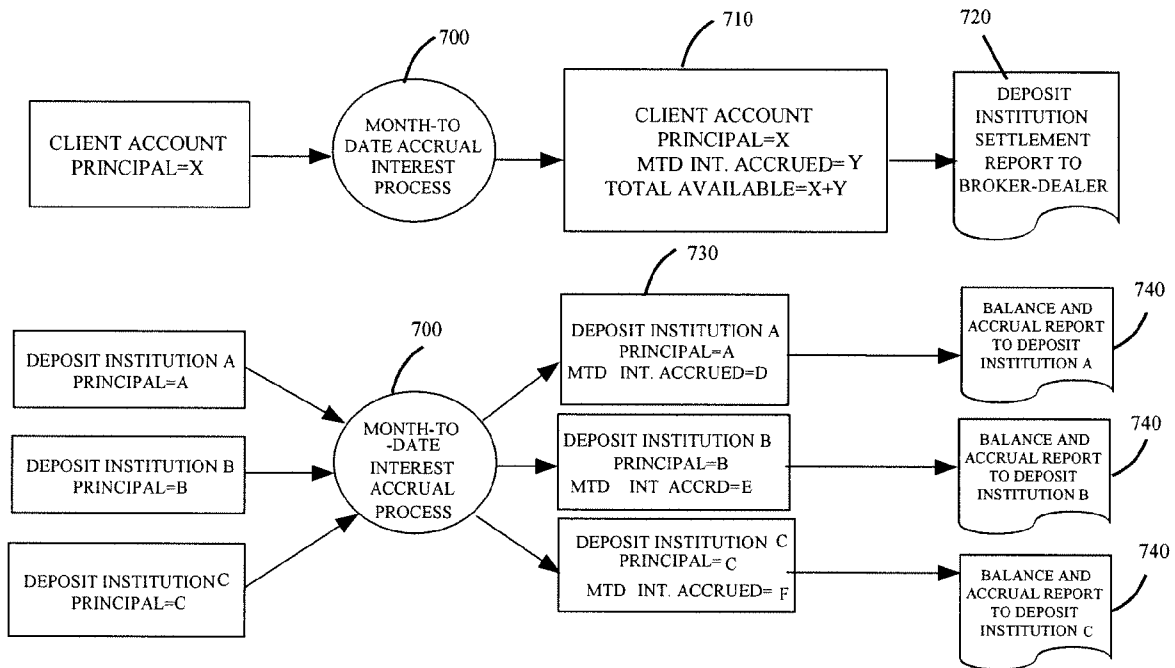 700
710
720
CLIENT ACCOUNT
PRINCIPAL=X
MONTH-TO
DATE ACCRUAL
INTEREST
PROCESS
CLIENT ACCOUNT
PRINCIPAL=X
MTD INT. ACCRUED= Y
TOTAL AVAILABLE=X+Y
DEPOSIT
INSTITUTION
SETTLEMENT
REPORT TO
BROKER-DEALER
730
700
740
DEPOSIT INSTITUTION A
PRINCIPAL=A
DEPOSIT INSTITUTION B
PRINCIPAL=B
DEPOSIT INSTITUTION C
PRINCIPAL=C
MONTH-TO
-DATE
INTEREST
ACCRUAL
PROCESS
DEPOSIT INSTITUTION A
PRINCIPAL=A
MTD INT. ACCRUED=D
BALANCE AND
ACCRUAL REPORT
TO DEPOSIT
INSTITUTION A
DEPOSIT INSTITUTION B
PRINCIPAL=B
MTD INT ACCRD=E
740
BALANCE AND
ACCRUAL REPORT
TO DEPOSIT
INSTITUTION B
DEPOSIT INSTITUTION C
PRINCIPAL= C
MTD INT. ACCRUED= F
740
BALANCE AND
ACCRUAL REPORT
TO DEPOSIT
INSTITUTION C